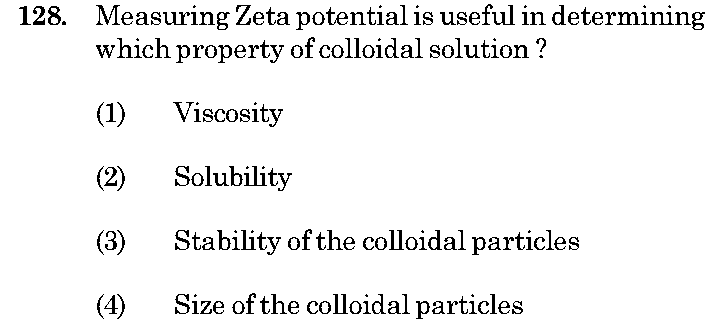 128. Measuring Zeta potential is useful in determining
which property of colloidal solution ?
(1) Viscosity
(2) Solubility
(3) Stability of the colloidal particles
(4) Size of the colloidal particles